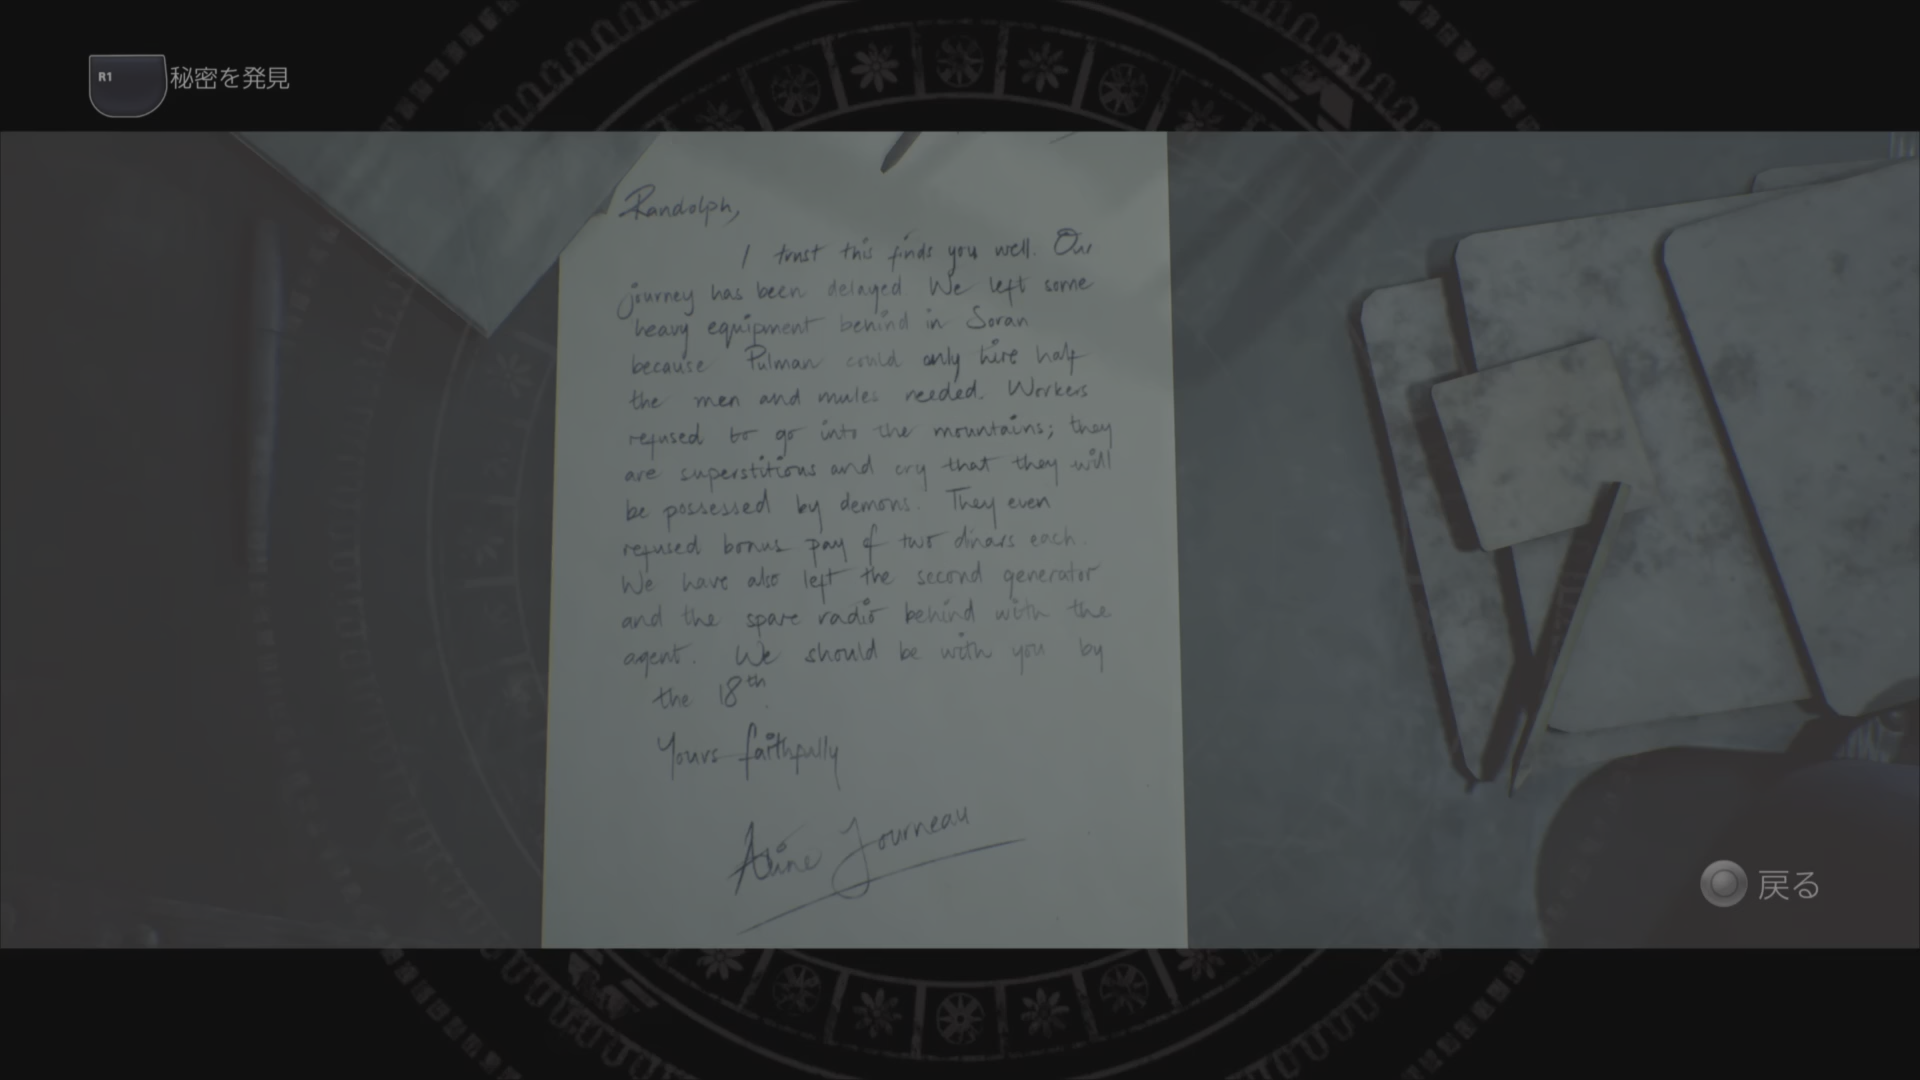 R1 秘密を発見
Randolph,
I trust this finds you well. Our
journey has been delayed We left some
heavy equipment behind in Soran
because Pulman could only hire half
the men and mules needed. Workers
refused to go into the mountains; they
are superstitious and cry that they will
be possessed by demons. They even
refused bonus pay of two dinars each.
We have also left the second generator
and the spare radio behind with the
agent. We should be with you by
the 18th.
Yours faithfully
Aline Journeau
戻る